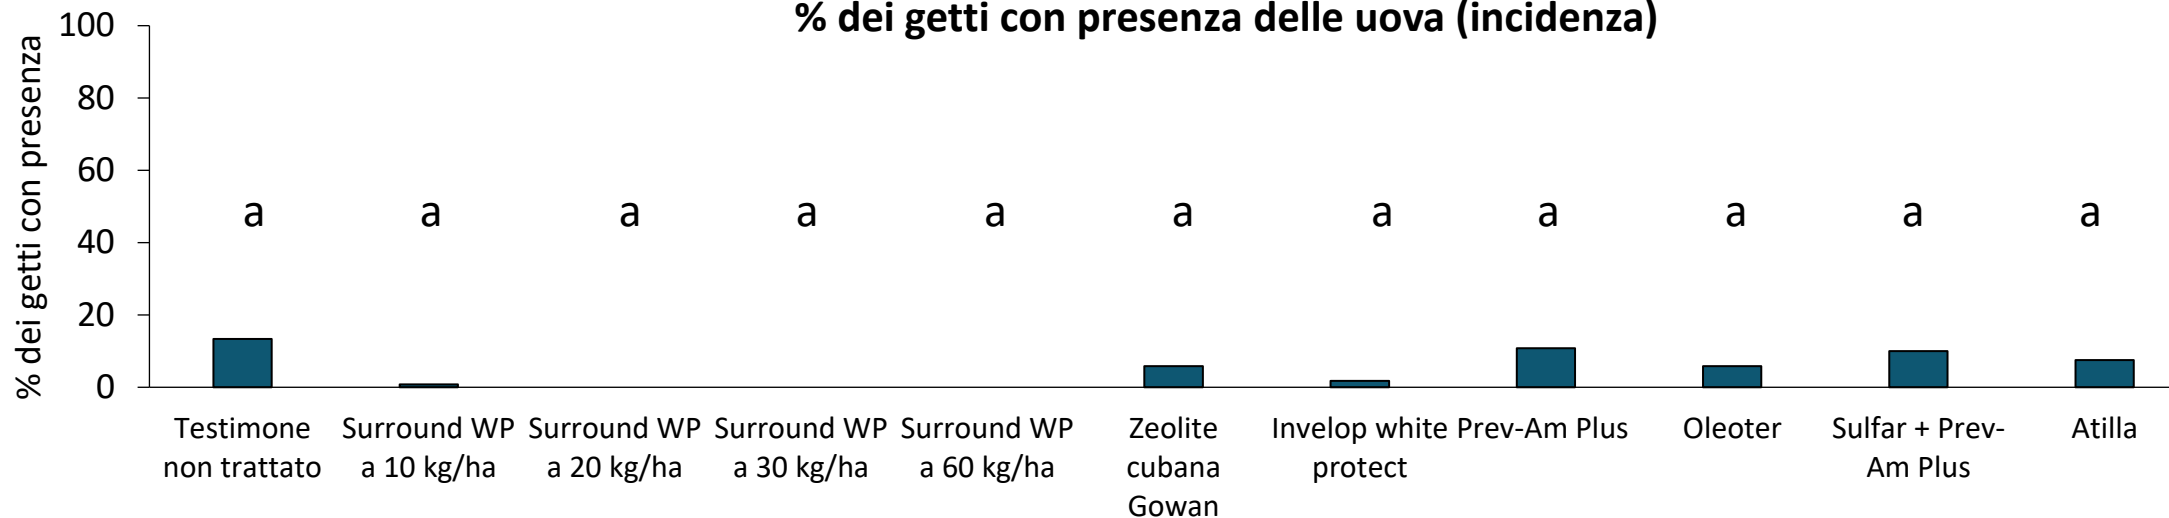 % dei getti con presenza delle uova (incidenza)
% dei getti con presenza
100
80
60
40
20
0
a a a a a a a a a a a
Testimone non trattato
Surround WP a 10 kg/ha
Surround WP a 20 kg/ha
Surround WP a 30 kg/ha
Surround WP a 60 kg/ha
Zeolite cubana Gowan
Invelop white protect
Prev-Am Plus
Oleoter
Sulfar + Prev-Am Plus
Atilla